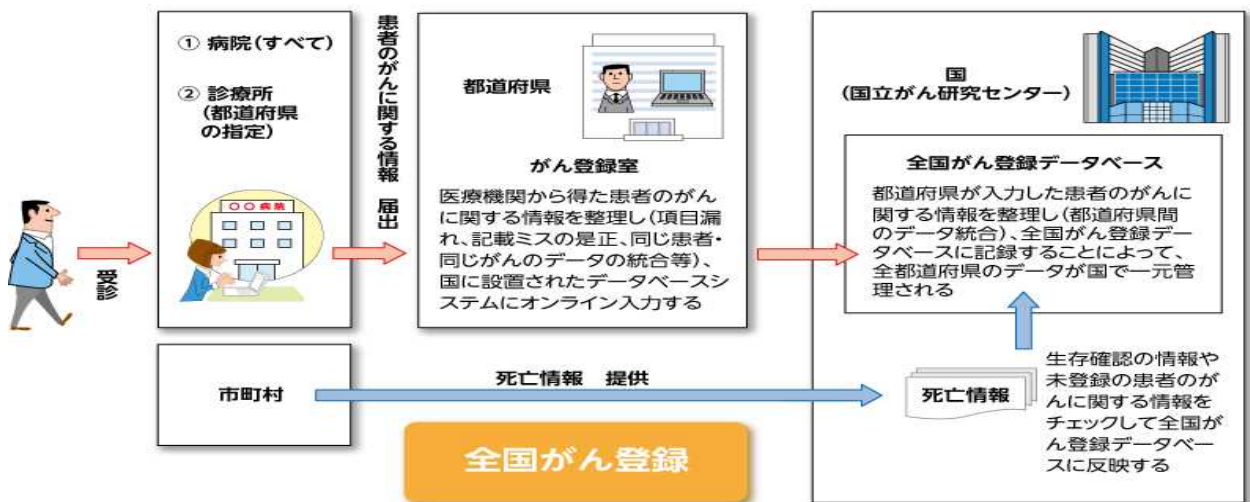 ① 病院(すべて)
② 診療所
(都道府県
の指定)
〇〇病院
受診
患者のがんに関する情報 届出
都道府県
がん登録室
医療機関から得た患者のがん
に関する情報を整理し(項目漏
れ、記載ミスの是正、同じ患者・
同じがんのデータの統合等)、
国に設置されたデータベースシ
ステムにオンライン入力する
国
(国立がん研究センター)
全国がん登録データベース
都道府県が入力した患者のがんに
関する情報を整理し(都道府県間
のデータ統合)、全国がん登録デー
タベースに記録することによって、
全都道府県のデータが国で一元管
理される
市町村
死亡情報 提供
死亡情報
生存確認の情報や
未登録の患者のが
んに関する情報を
チェックして全国が
ん登録データベー
スに反映する
全国がん登録